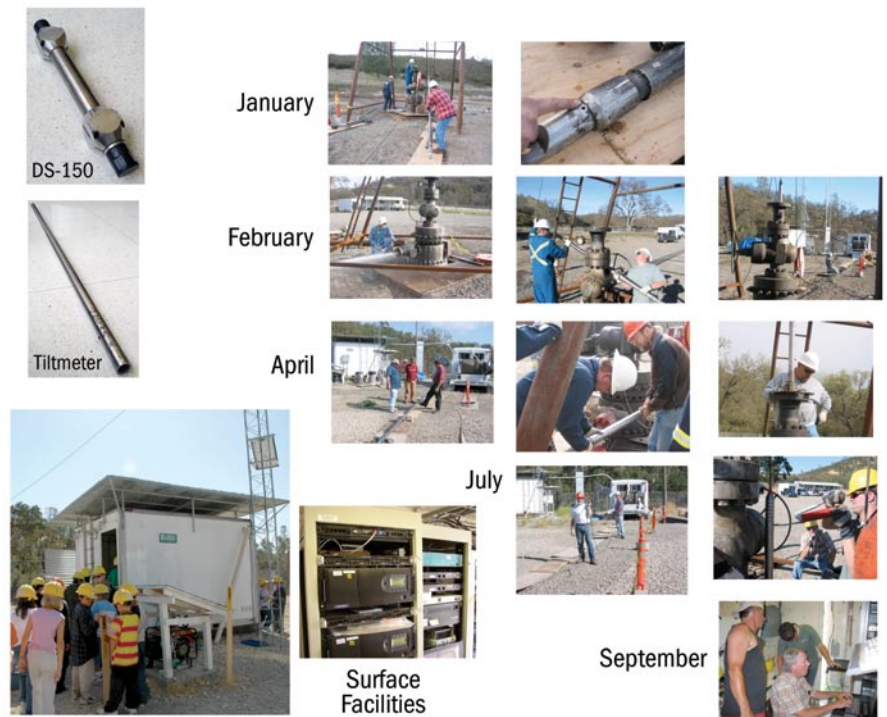 DS-150
Tiltmeter
January
February
April
July
September
Surface
Facilities